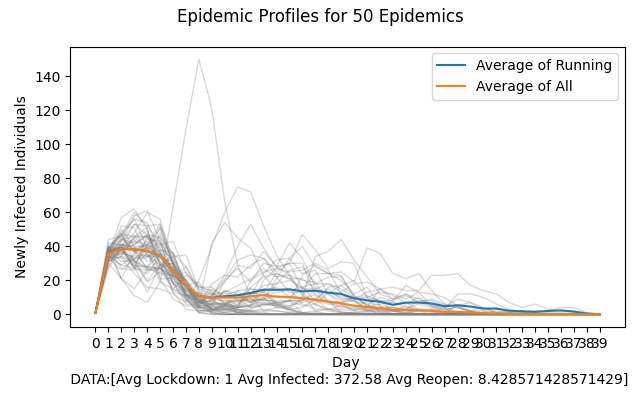 Epidemic Profiles for 50 Epidemics
Average of Running
Average of All
140
120
100
80
60
40
20
0
Newly Infected Individuals
0 1 2 3 4 5 6 7 8 9 10 11 12 13 14 15 16 17 18 19 20 21 22 23 24 25 26 27 28 29 30 31 32 33 34 35 36 37 38 39
Day
DATA:[Avg Lockdown: 1 Avg Infected: 372.58 Avg Reopen: 8.428571428571429]